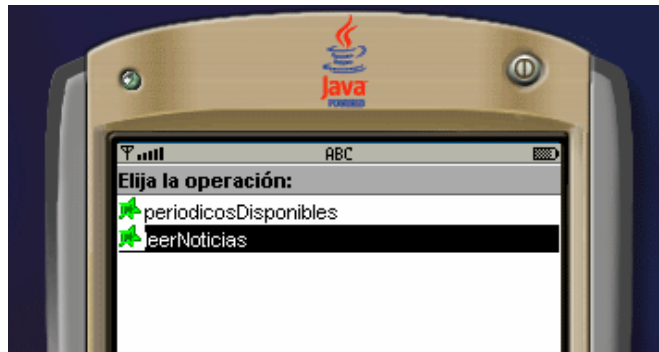 Java
POWERED
ABC
Elija la operación:
periodicosDisponibles
leerNoticias